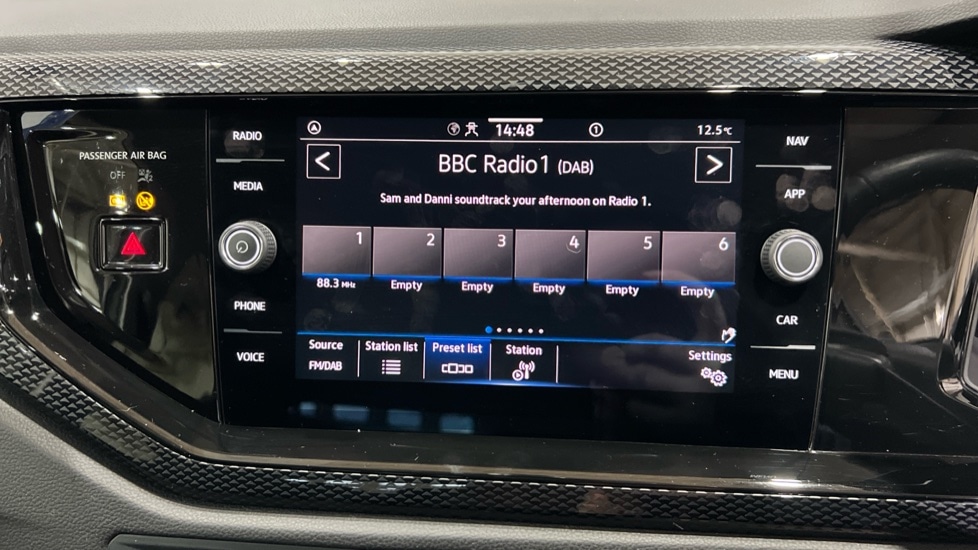 PASSENGER AIR BAG
OFF
RADIO
MEDIA
PHONE
VOICE
14:48
1
12.5°C
<
BBC Radio1 (DAB)
>
Sam and Danni soundtrack your afternoon on Radio 1.
1 2 3 4 5 6
88.3 MHz Empty Empty Empty Empty Empty
Source Station list Preset list Station Settings
FM/DAB
NAV
APP
CAR
MENU